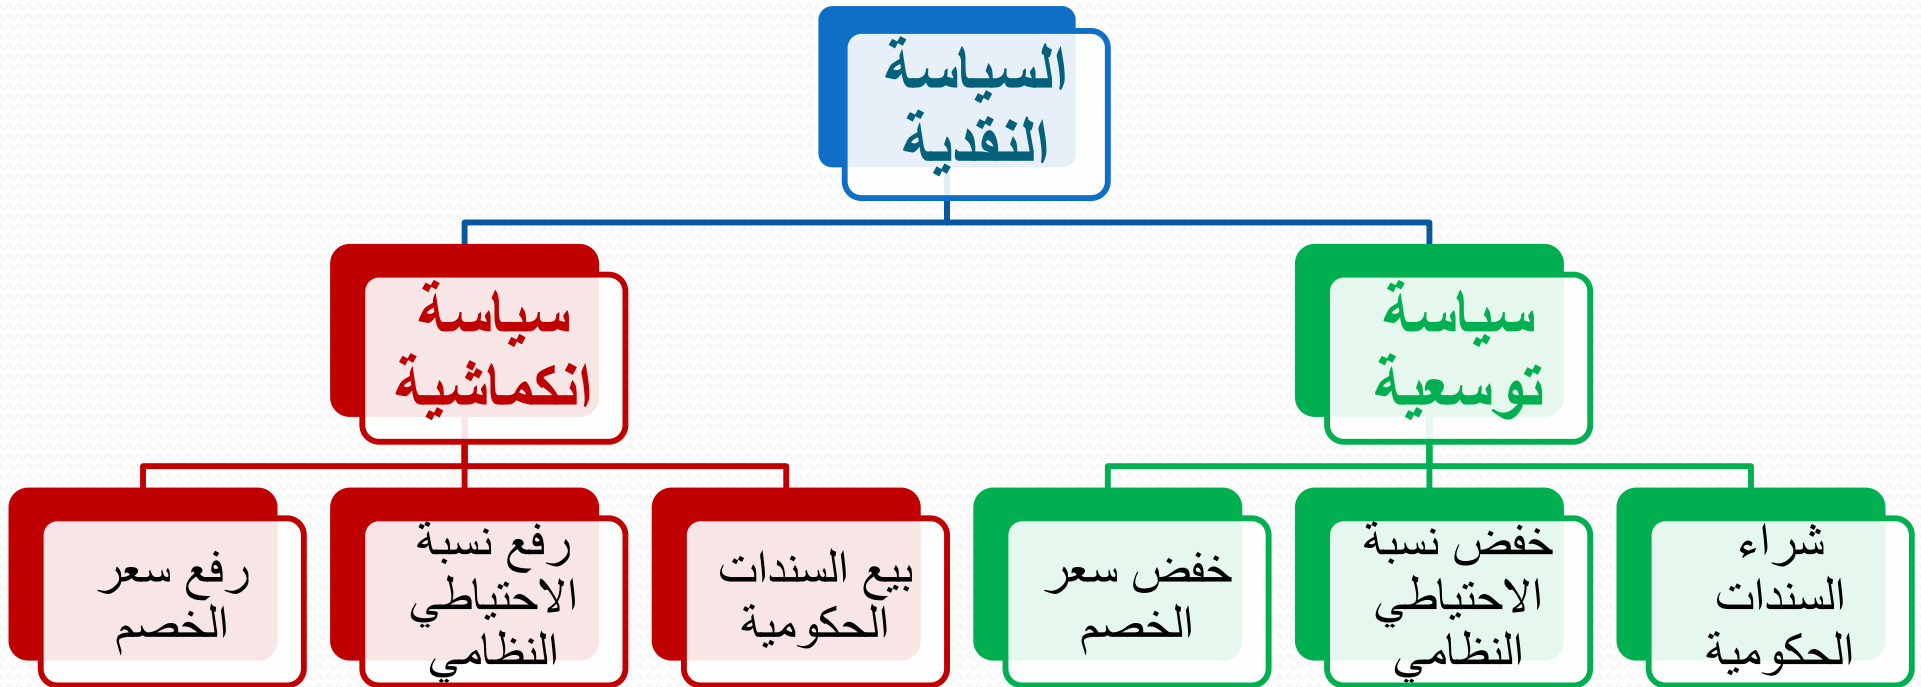 السياسة
النقدية
سياسة
توسعية
سياسة
انكماشية
شراء
السندات
الحكومية
خفض نسبة
الاحتياطي
النظامي
خفض سعر
الخصم
بيع السندات
الحكومية
رفع نسبة
الاحتياطي
النظامي
رفع سعر
الخصم